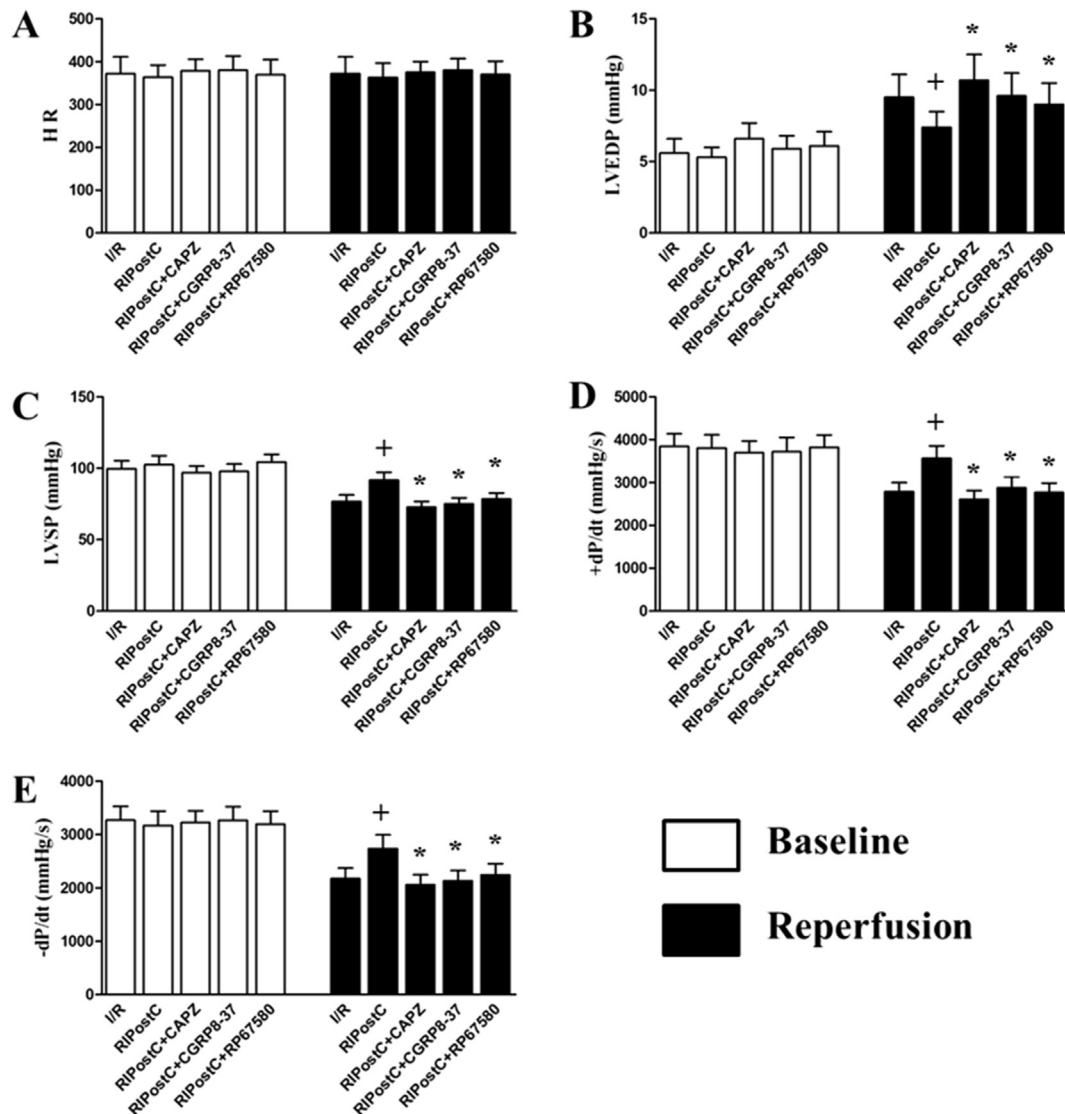 A
HR
500
400
300
200
100
0
I/R
RIPostC
RIPostC+CAPZ
RIPostC+CGRP8-37
RIPostC+RP67580
I/R
RIPostC
RIPostC+CAPZ
RIPostC+CGRP8-37
RIPostC+RP67580
B
LVEDP (mmHg)
15
10
5
0
+
*
*
*
I/R
RIPostC
RIPostC+CAPZ
RIPostC+CGRP8-37
RIPostC+RP67580
I/R
RIPostC
RIPostC+CAPZ
RIPostC+CGRP8-37
RIPostC+RP67580
C
LVSP (mmHg)
150
100
50
0
+
*
*
*
I/R
RIPostC
RIPostC+CAPZ
RIPostC+CGRP8-37
RIPostC+RP67580
I/R
RIPostC
RIPostC+CAPZ
RIPostC+CGRP8-37
RIPostC+RP67580
D
+dP/dt (mmHg/s)
5000
4000
3000
2000
1000
0
+
*
*
*
I/R
RIPostC
RIPostC+CAPZ
RIPostC+CGRP8-37
RIPostC+RP67580
I/R
RIPostC
RIPostC+CAPZ
RIPostC+CGRP8-37
RIPostC+RP67580
E
-dP/dt (mmHg/s)
4000
3000
2000
1000
0
+
*
*
*
I/R
RIPostC
RIPostC+CAPZ
RIPostC+CGRP8-37
RIPostC+RP67580
I/R
RIPostC
RIPostC+CAPZ
RIPostC+CGRP8-37
RIPostC+RP67580
Baseline
Reperfusion